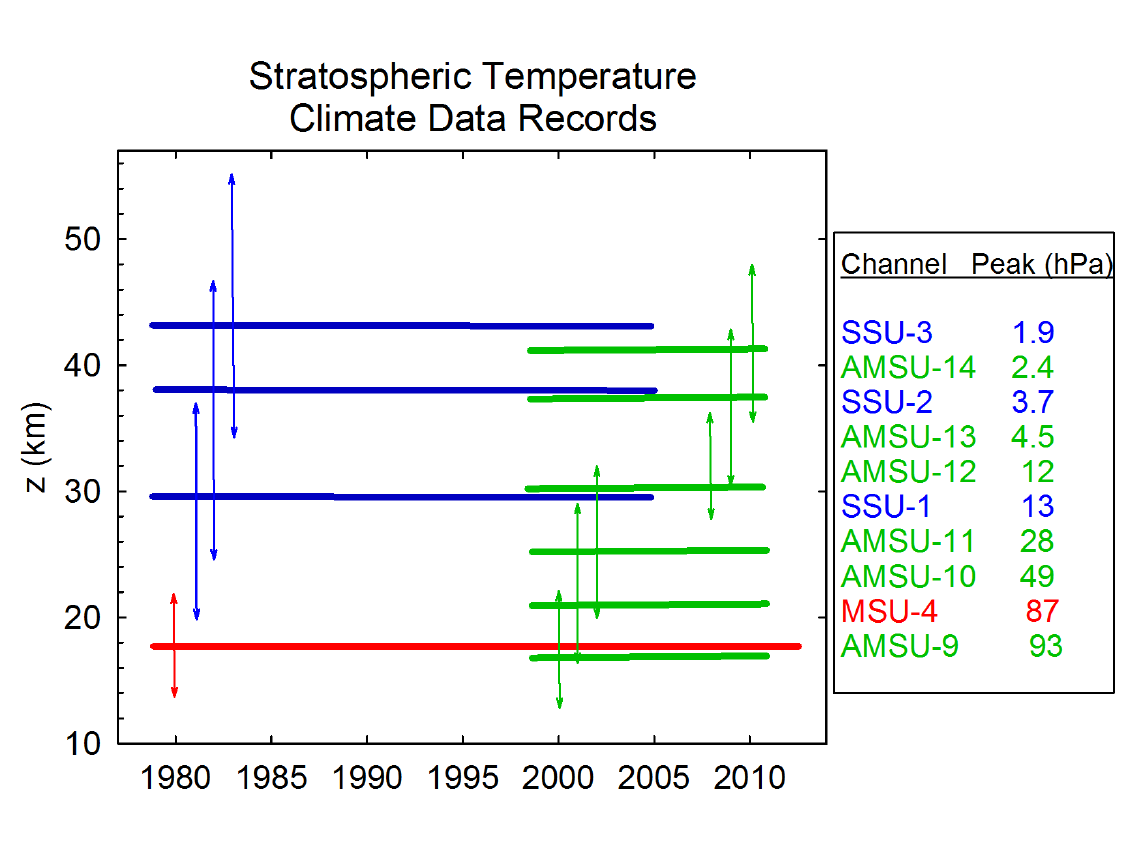 Stratospheric Temperature
Climate Data Records
z (km)
50
40
30
20
10
1980 1985 1990 1995 2000 2005 2010
Channel Peak (hPa)
SSU-3 1.9
AMSU-14 2.4
SSU-2 3.7
AMSU-13 4.5
AMSU-12 12
SSU-1 13
AMSU-11 28
AMSU-10 49
MSU-4 87
AMSU-9 93